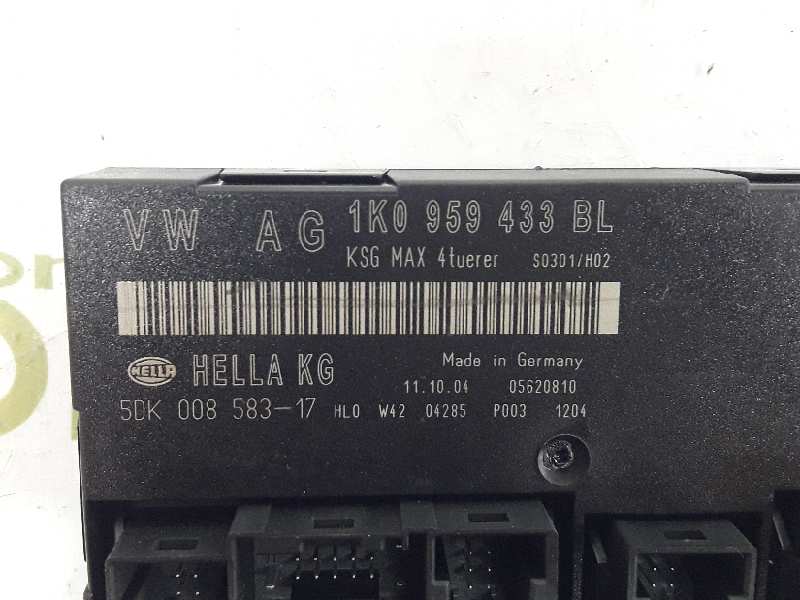 VW AG 1K0 959 433 BL
KSG MAX 4tuerer S0301/H02
HELLA HELLA KG Made in Germany
11.10.04 05620810
5DK 008 583-17 HL0 W42 04285 P003 1204